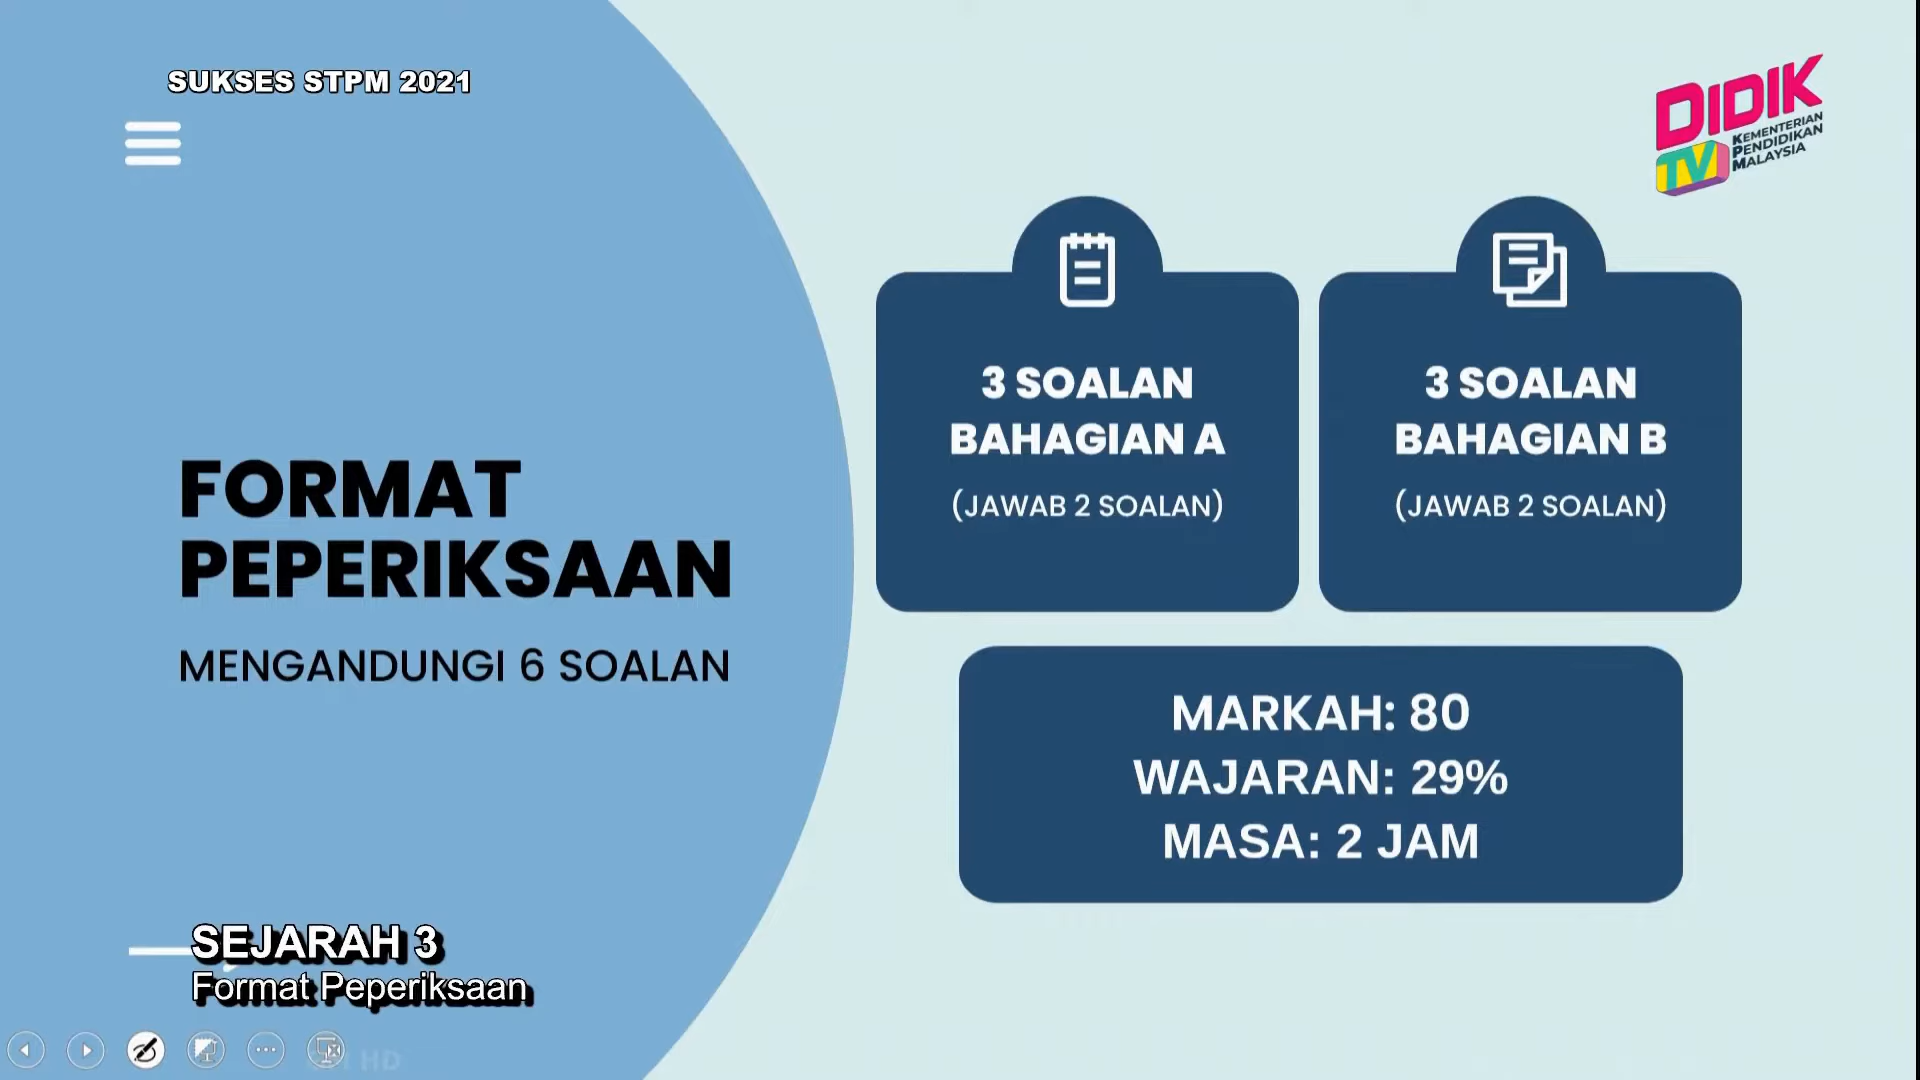 SUKSES STPM 2021
DIDIK
TV
KEMENTERIAN
PENDIDIKAN
MALAYSIA
FORMAT
PEPERIKSAAN
MENGANDUNGI 6 SOALAN
3 SOALAN
BAHAGIAN A
(JAWAB 2 SOALAN)
3 SOALAN
BAHAGIAN B
(JAWAB 2 SOALAN)
MARKAH: 80
WAJARAN: 29%
MASA: 2 JAM
SEJARAH 3
Format Peperiksaan
HD